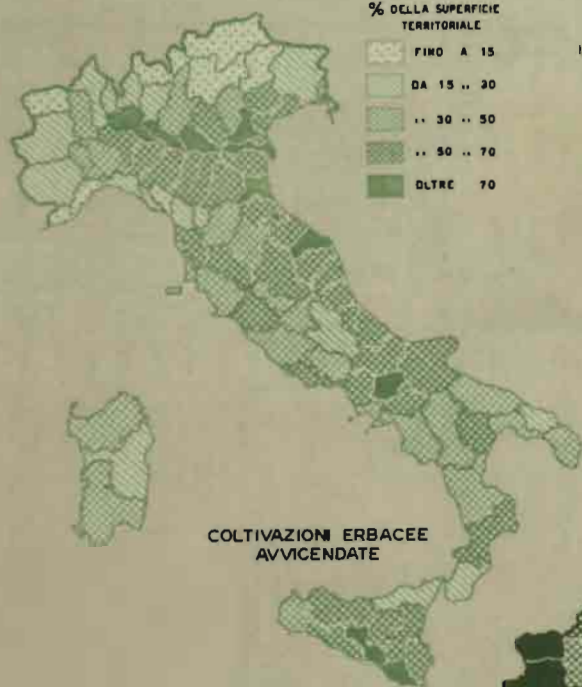 % DELLA SUPERFICIE
TERRITORIALE
FINO A 15
DA 15 ,, 30
,, 30 ,, 50
,, 50 ,, 70
OLTRE 70
COLTIVAZIONI ERBACEE
AVVICENDATE